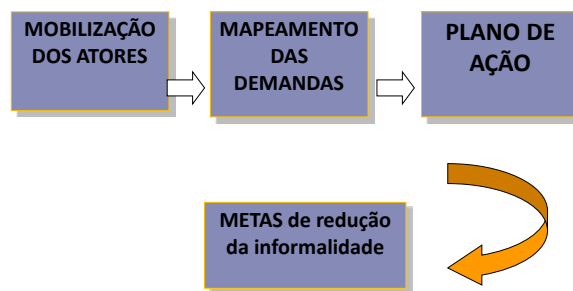 MOBILIZAÇÃO
DOS ATORES
MAPEAMENTO
DAS
DEMANDAS
PLANO DE
AÇÃO
METAS de redução
da informalidade